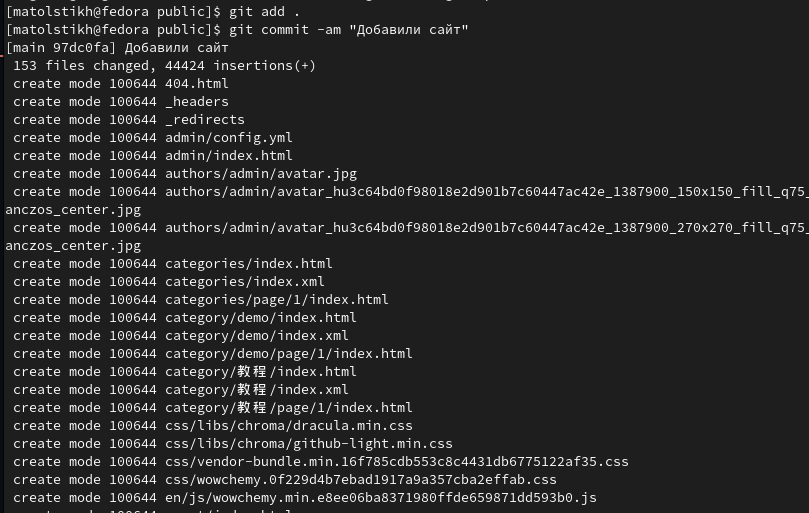 [matolstikh@fedora public]$ git add .
[matolstikh@fedora public]$ git commit -am "Добавили сайт"
[main 97dc0fa] Добавили сайт
153 files changed, 44424 insertions(+)
create mode 100644 404.html
create mode 100644 _headers
create mode 100644 _redirects
create mode 100644 admin/config.yml
create mode 100644 admin/index.html
create mode 100644 authors/admin/avatar.jpg
create mode 100644 authors/admin/avatar_hu3c64bd0f98018e2d901b7c60447ac42e_1387900_150x150_fill_q75_
anczos_center.jpg
create mode 100644 authors/admin/avatar_hu3c64bd0f98018e2d901b7c60447ac42e_1387900_270x270_fill_q75_
anczos_center.jpg
create mode 100644 categories/index.html
create mode 100644 categories/index.xml
create mode 100644 categories/page/1/index.html
create mode 100644 category/demo/index.html
create mode 100644 category/demo/index.xml
create mode 100644 category/demo/page/1/index.html
create mode 100644 category/教程/index.html
create mode 100644 category/教程/index.xml
create mode 100644 category/教程/page/1/index.html
create mode 100644 css/libs/chroma/dracula.min.css
create mode 100644 css/libs/chroma/github-light.min.css
create mode 100644 css/vendor-bundle.min.16f785cdb553c8c4431db6775122af35.css
create mode 100644 css/wowchemy.0f229d4b7ebad1917a9a357cba2effab.css
create mode 100644 en/js/wowchemy.min.e8ee06ba8371980ffde659871dd593b0.js